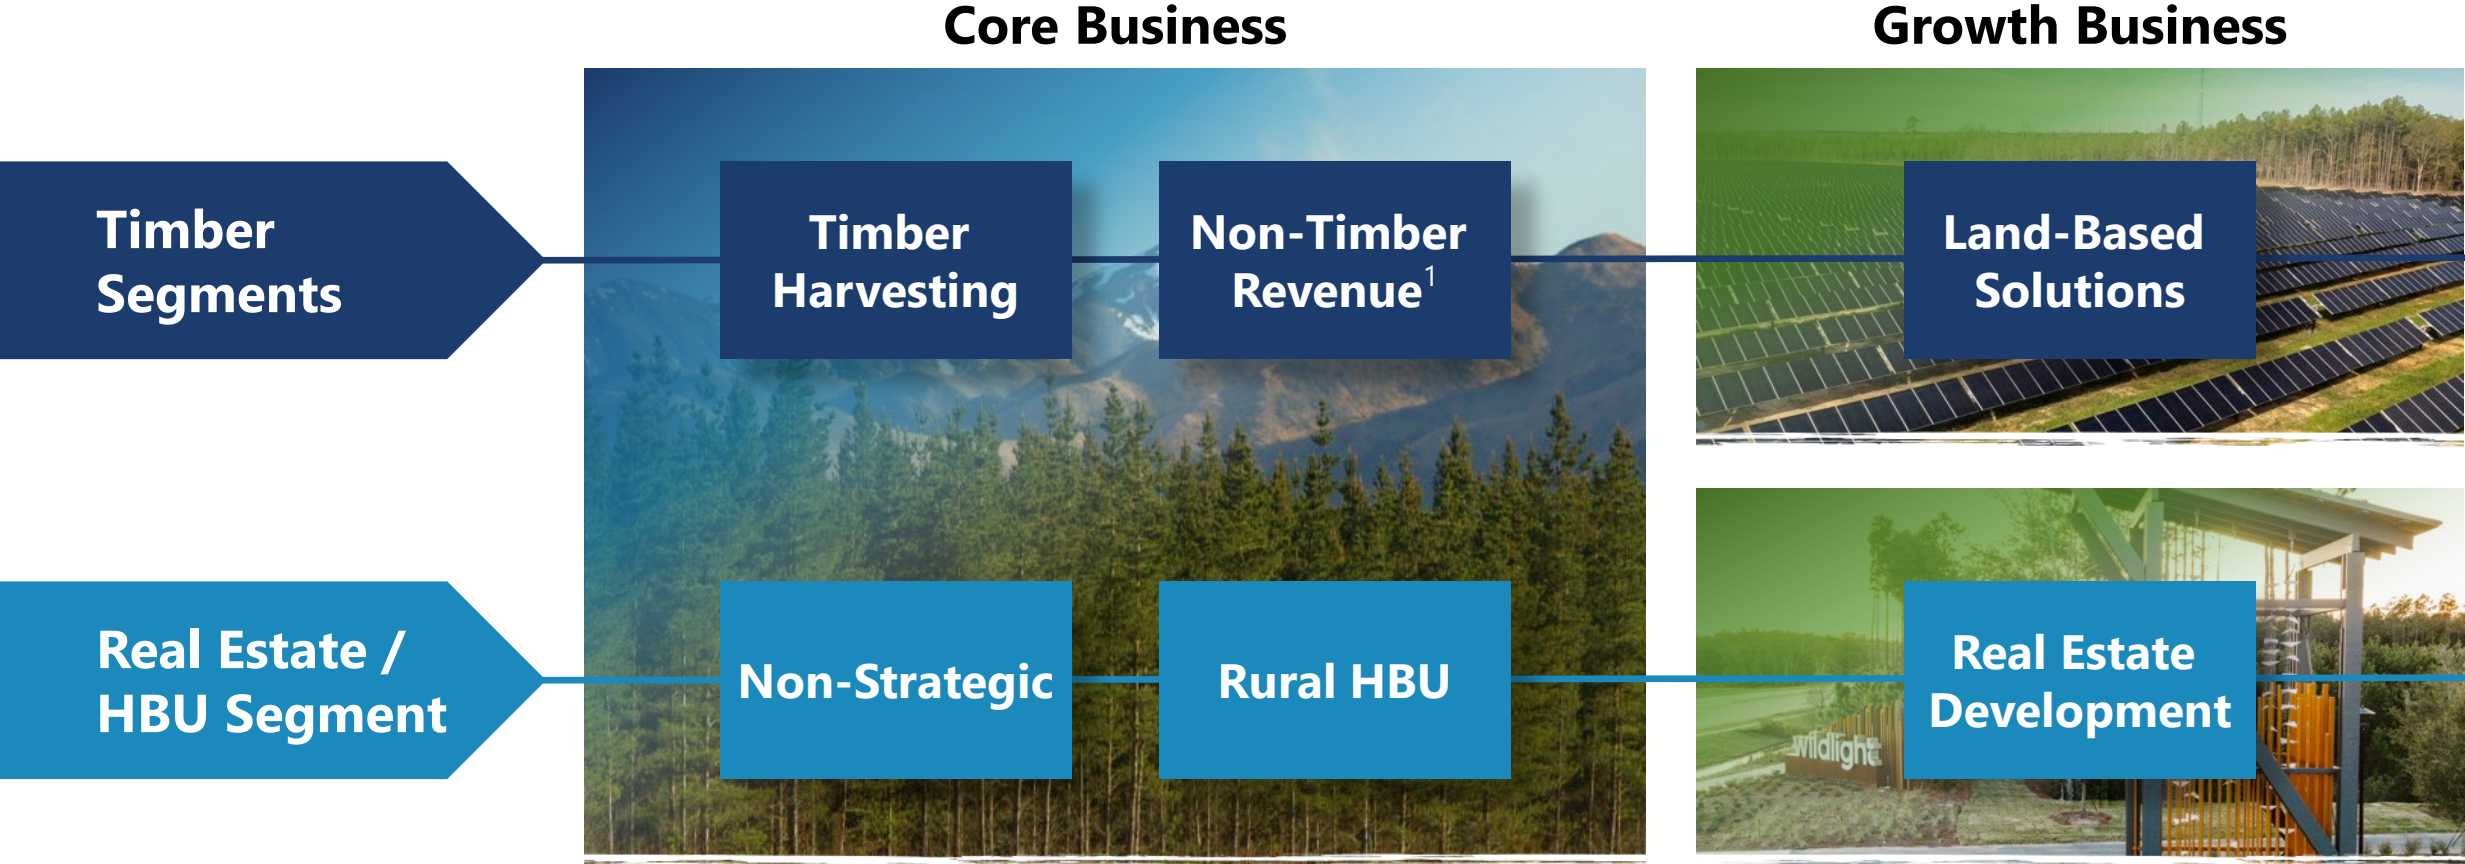 Core Business
Growth Business
Timber
Segments
Timber
Harvesting
Non-Timber
Revenue1
Land-Based
Solutions
Real Estate /
HBU Segment
Non-Strategic
Rural HBU
Real Estate
Development
wildlight